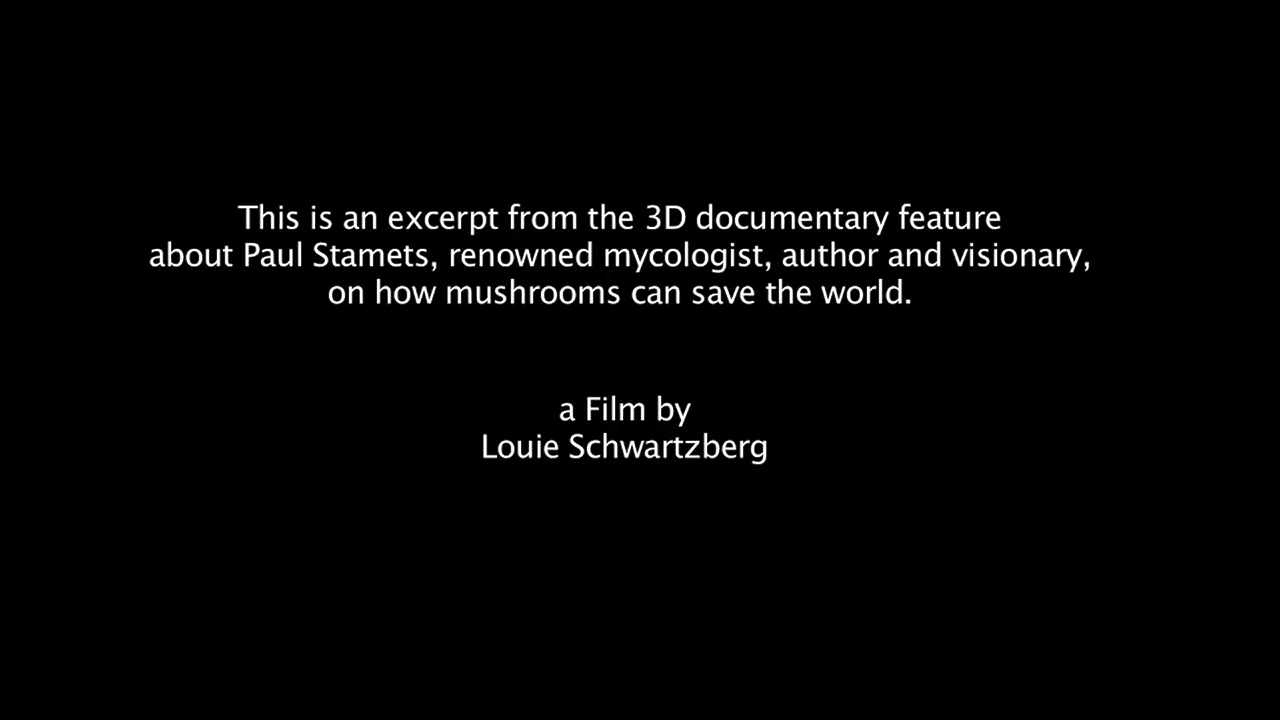 This is an excerpt from the 3D documentary feature
about Paul Stamets, renowned mycologist, author and visionary,
on how mushrooms can save the world.
a Film by
Louie Schwartzberg